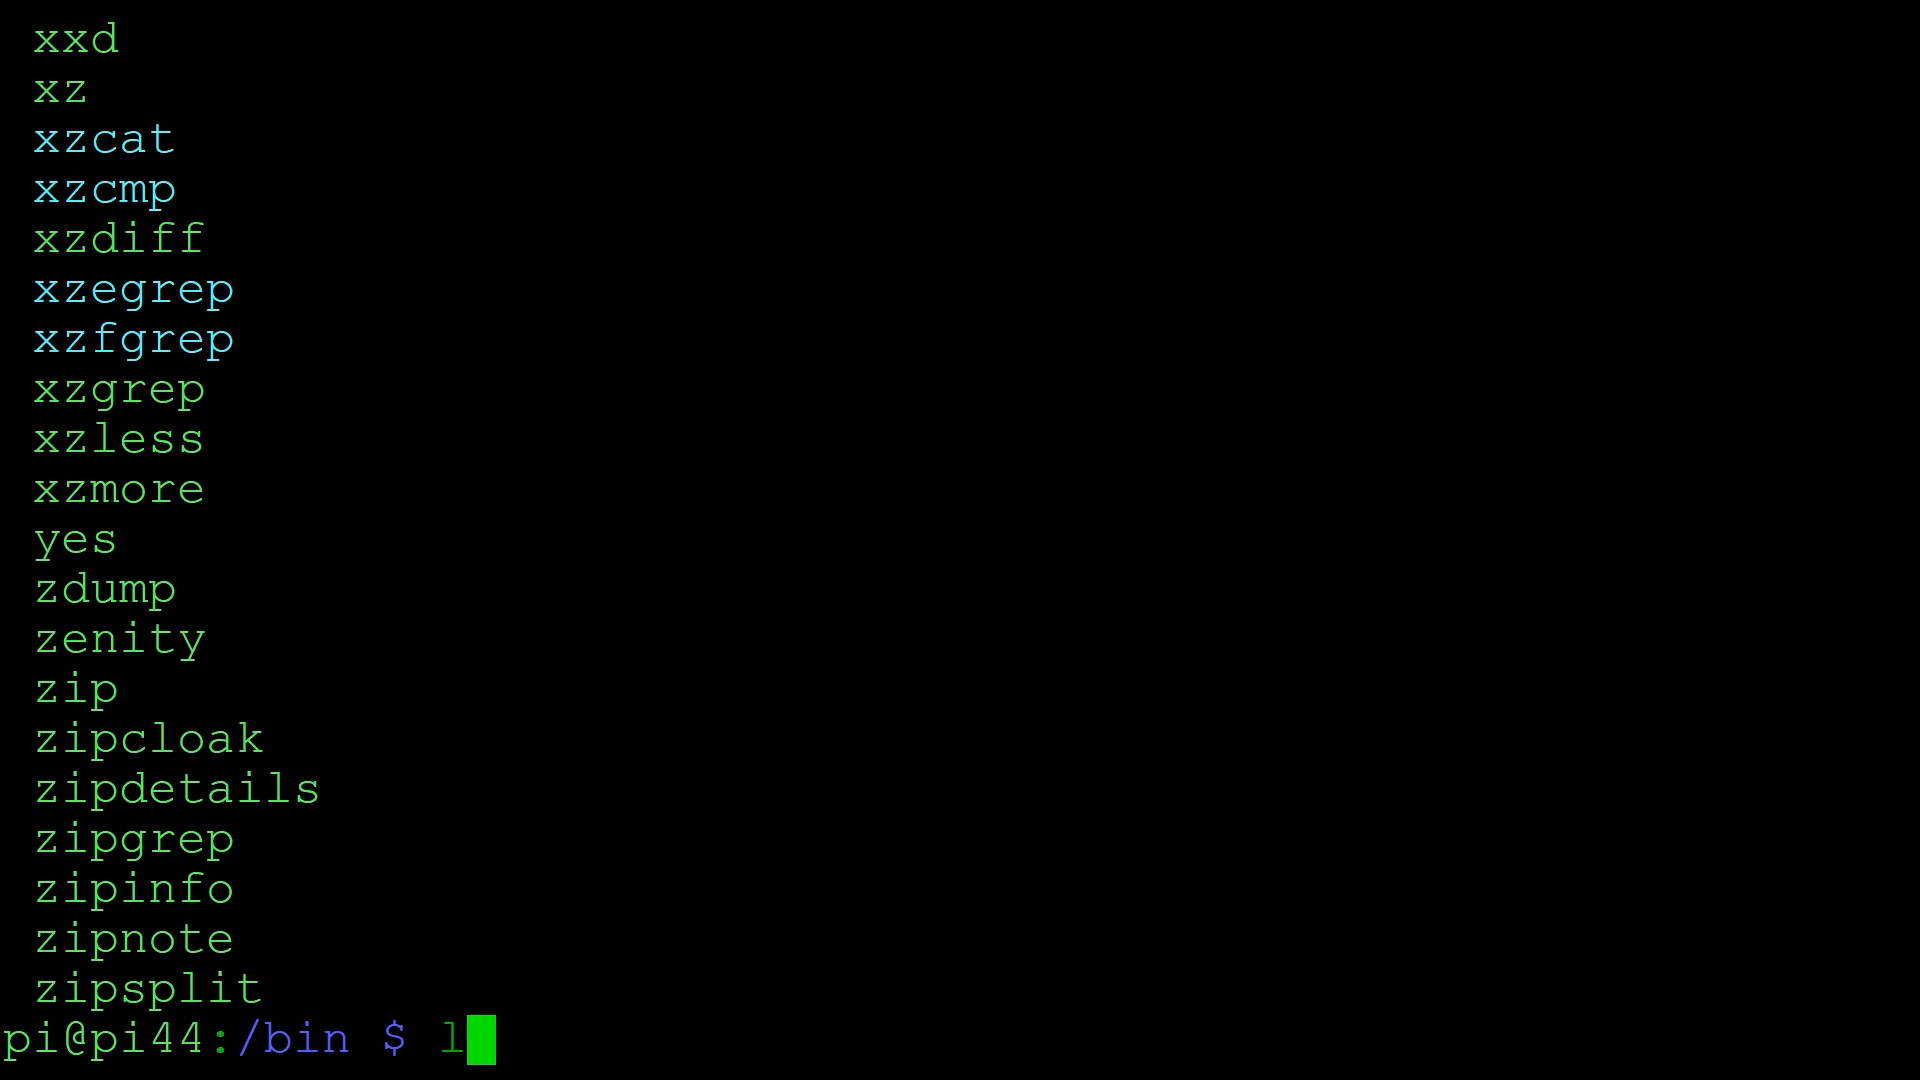 xxd
xz
xzcat
xzcmp
xzdiff
xzegrep
xzfgrep
xzgrep
xzless
xzmore
yes
zdump
zenity
zip
zipcloak
zipdetails
zipgrep
zipinfo
zipnote
zipsplit
pi@pi44:/bin $ l